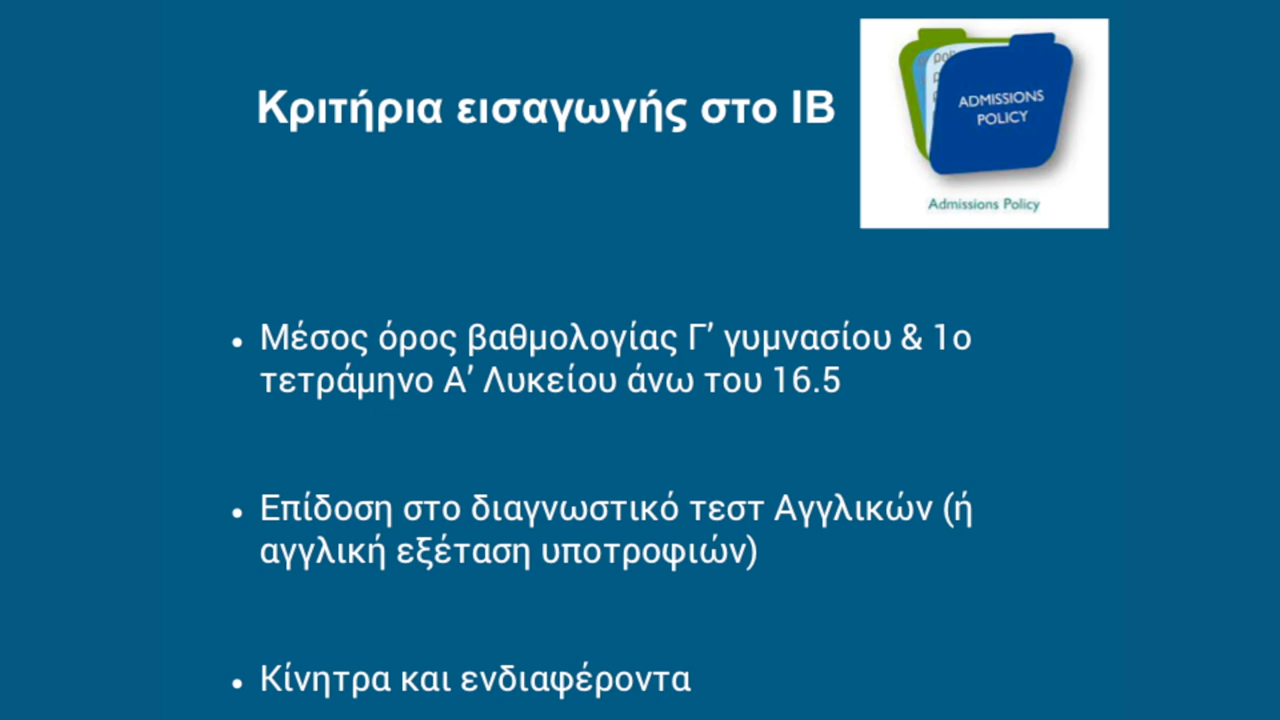 Κριτήρια εισαγωγής στο IB
ADMISSIONS
POLICY
Admissions Policy
• Μέσος όρος βαθμολογίας Γ’ γυμνασίου & 1ο
τετράμηνο Α’ Λυκείου άνω του 16.5
• Επίδοση στο διαγνωστικό τεστ Αγγλικών (ή
αγγλική εξέταση υποτροφιών)
• Κίνητρα και ενδιαφέροντα